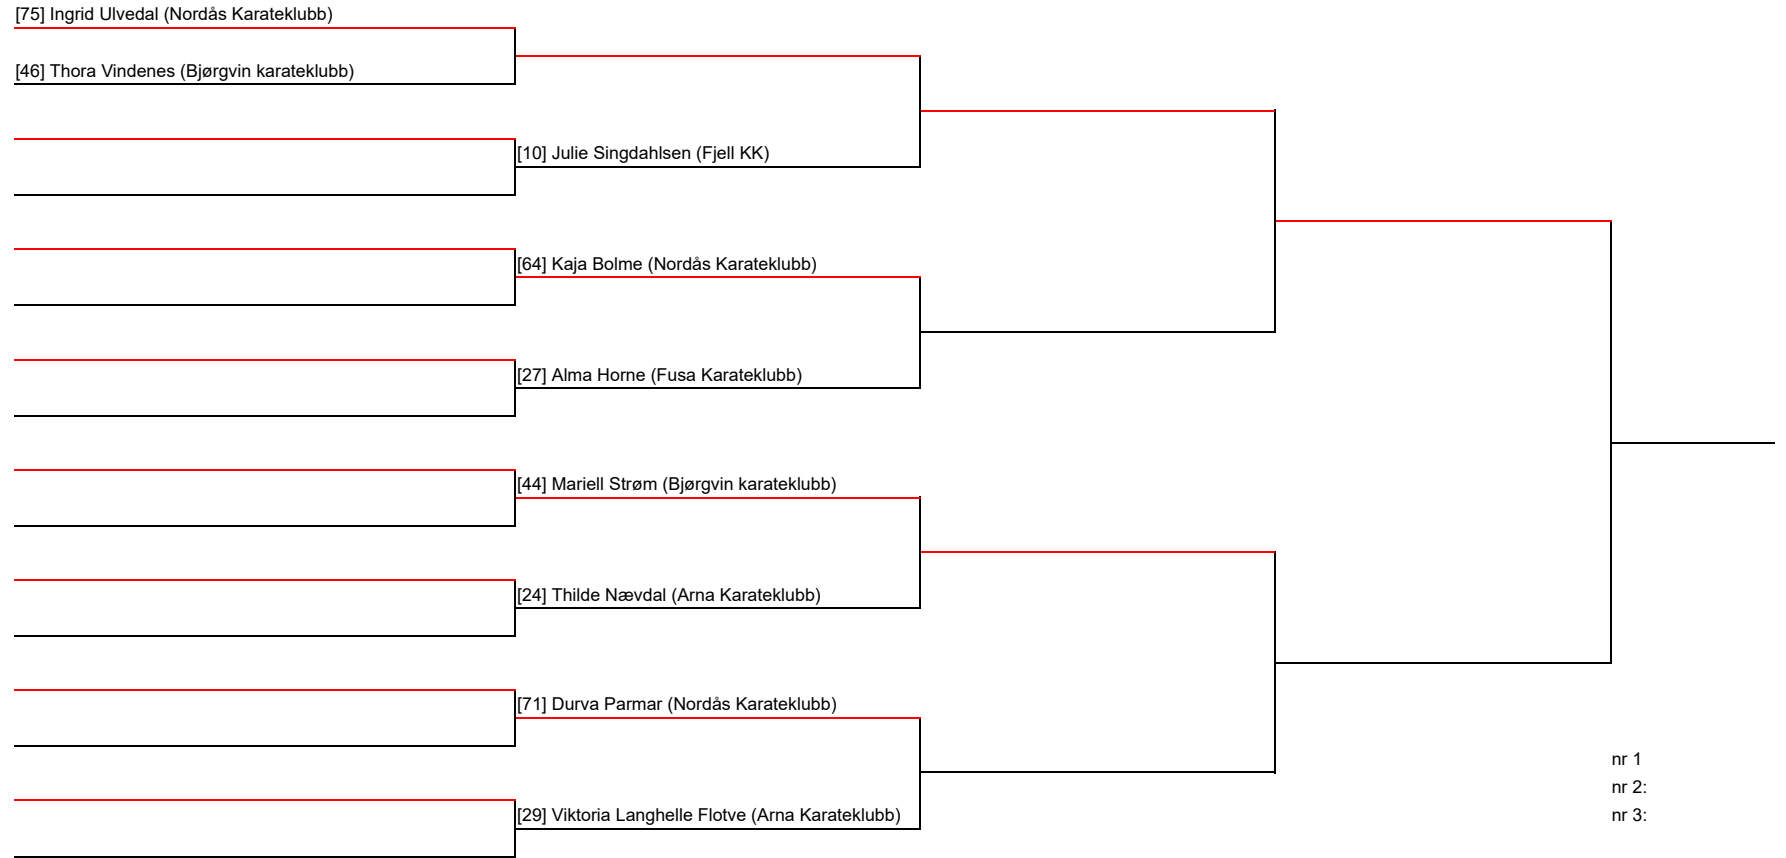 [75] Ingrid Ulvedal (Nordås Karateklubb)
[46] Thora Vindenes (Bjørgvin karateklubb)
[10] Julie Singdahlsen (Fjell KK)
[64] Kaja Bolme (Nordås Karateklubb)
[27] Alma Horne (Fusa Karateklubb)
[44] Mariell Strøm (Bjørgvin karateklubb)
[24] Thilde Nævdal (Arna Karateklubb)
[71] Durva Parmar (Nordås Karateklubb)
[29] Viktoria Langhelle Flotve (Arna Karateklubb)
nr 1
nr 2:
nr 3: